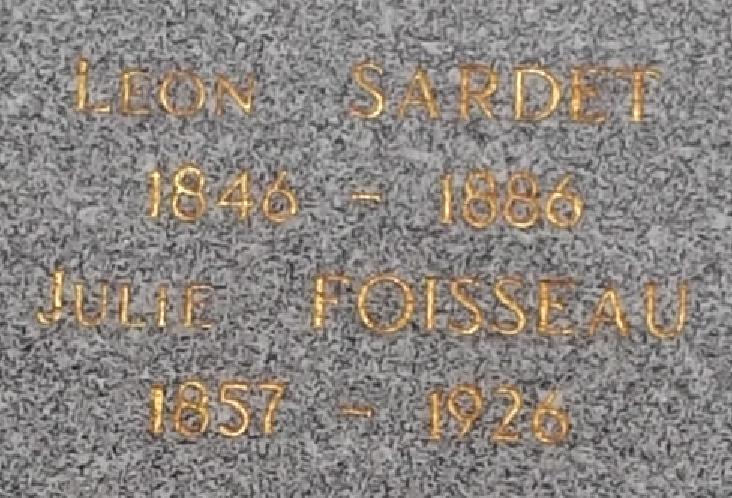 LEON SARDET
1846 - 1886
JULIE FOISSEAU
1857 - 1926